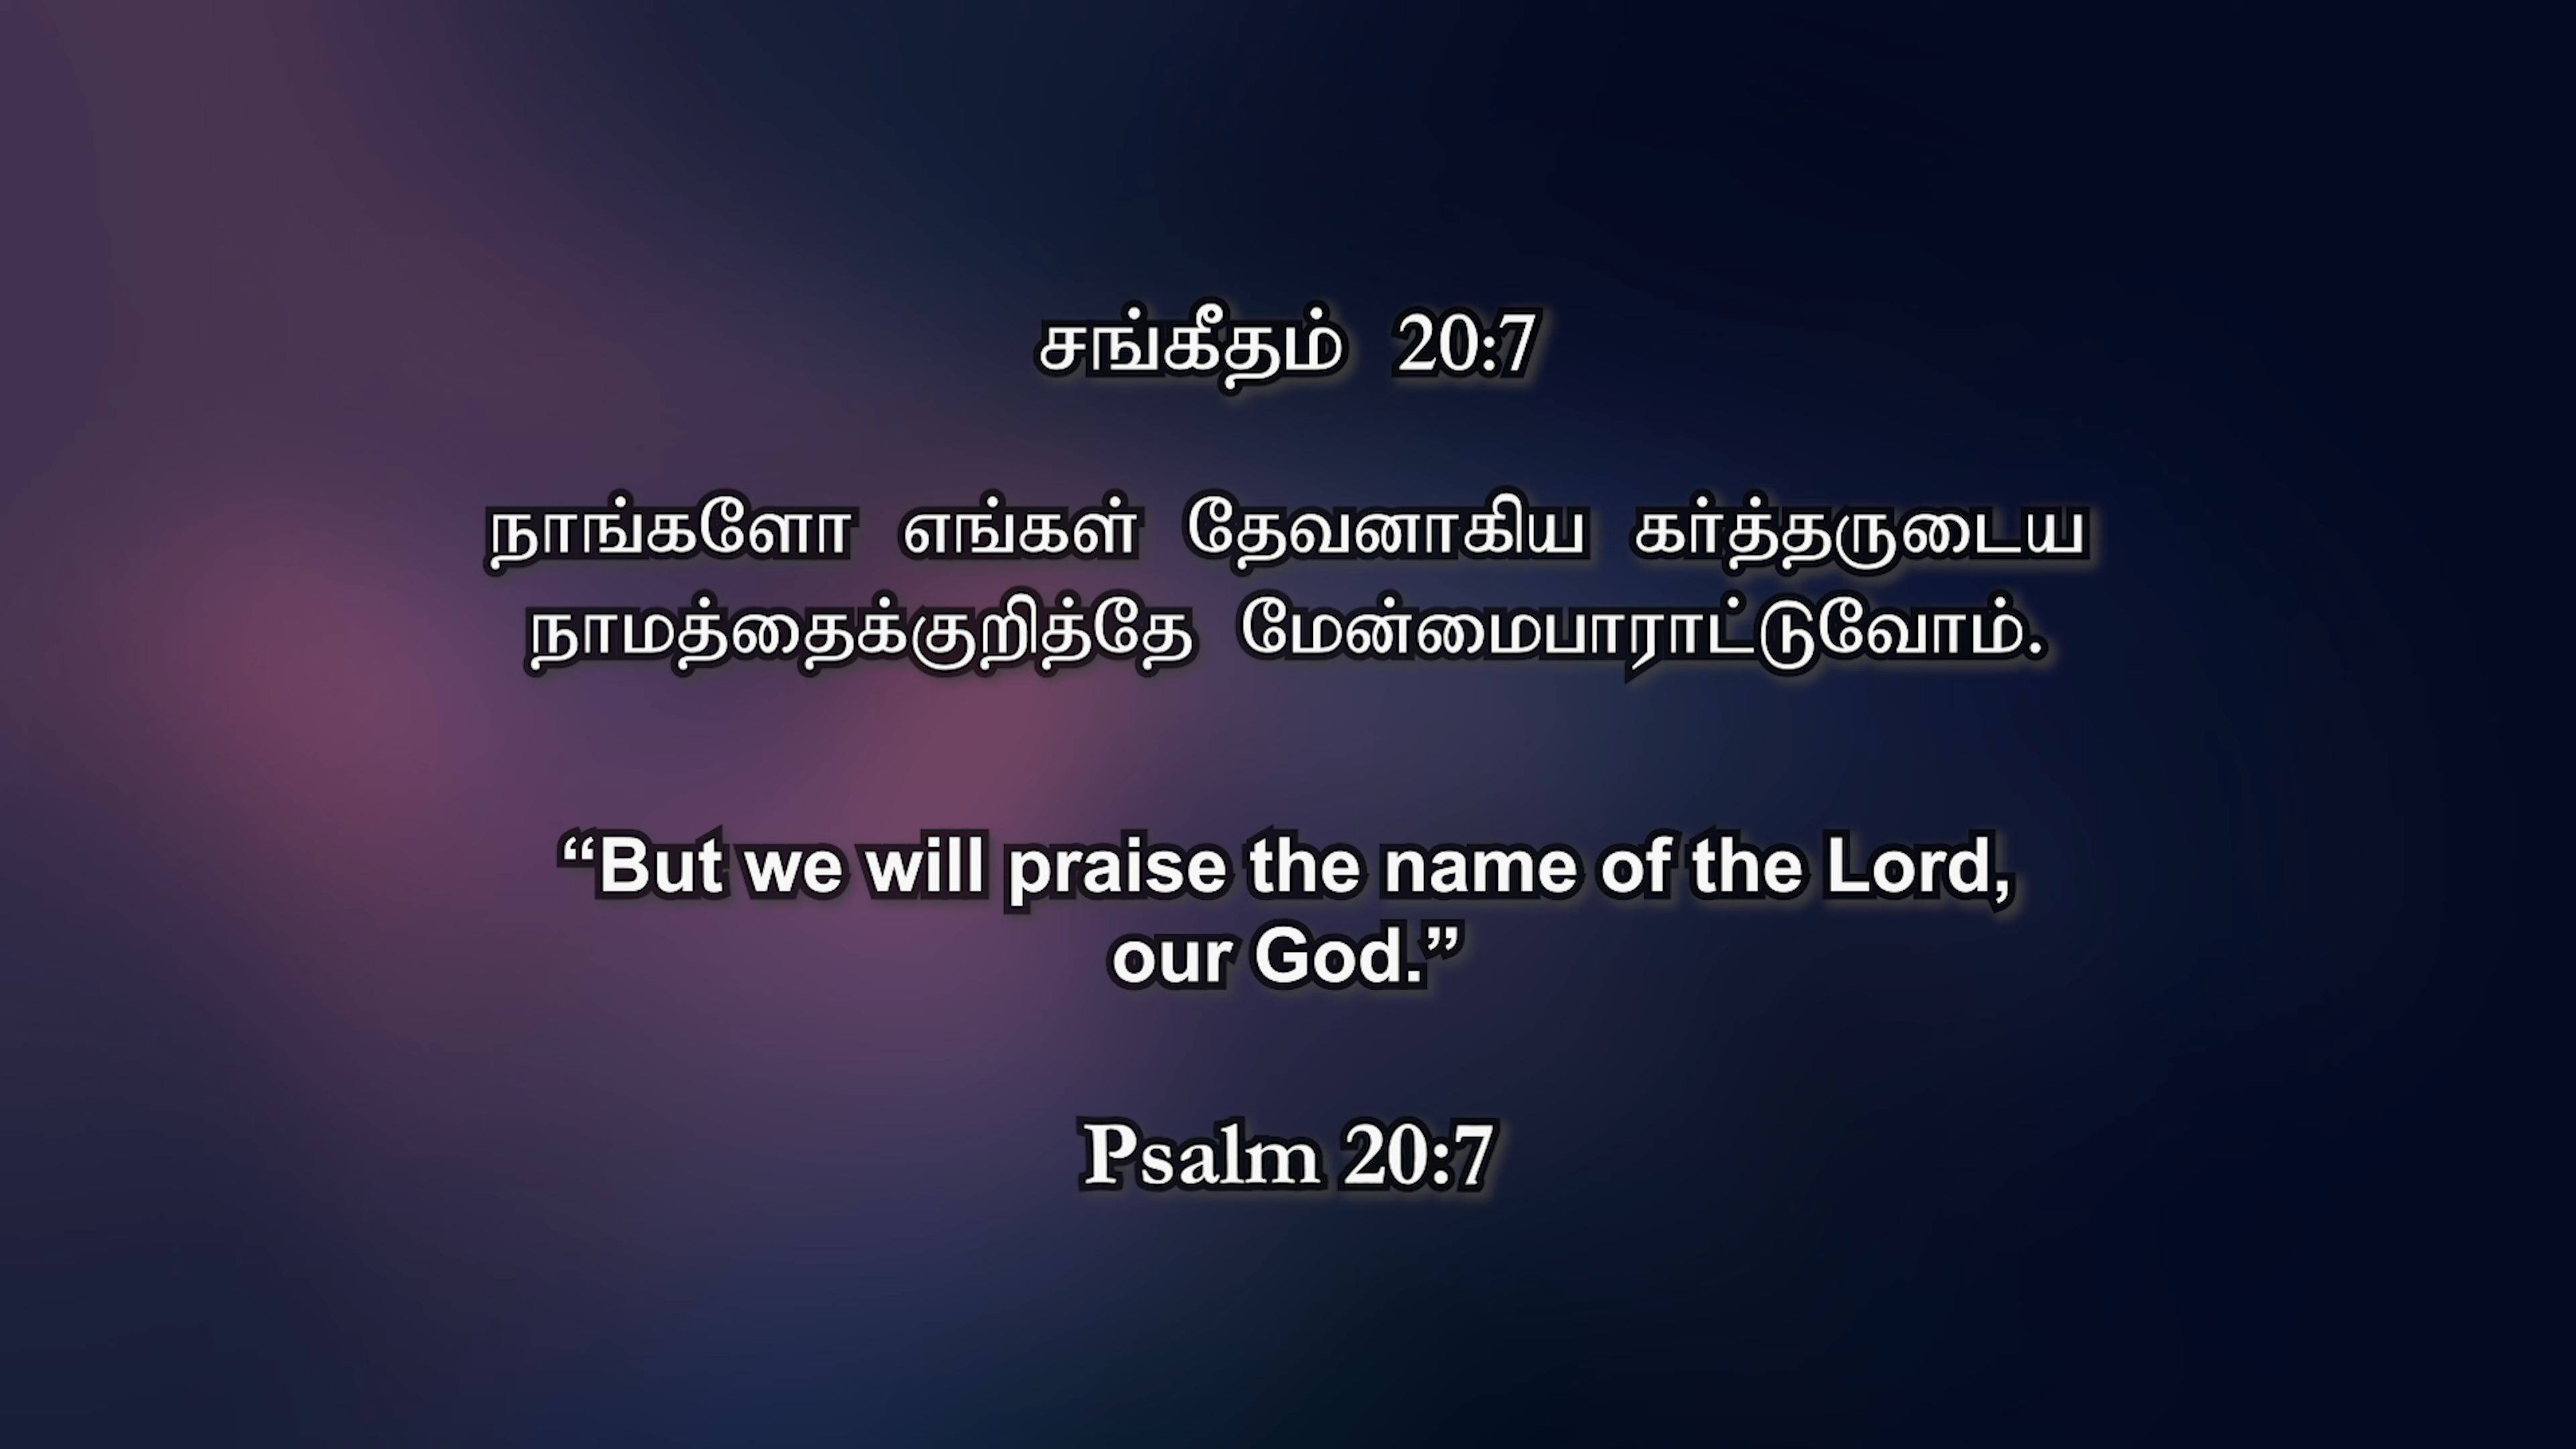 சங்கீதம் 20:7
நாங்களோ எங்கள் தேவனாகிய கர்த்தருடைய
நாமத்தைக்குறித்தே மேன்மைபாராட்டுவோம்.
“But we will praise the name of the Lord,
our God.”
Psalm 20:7